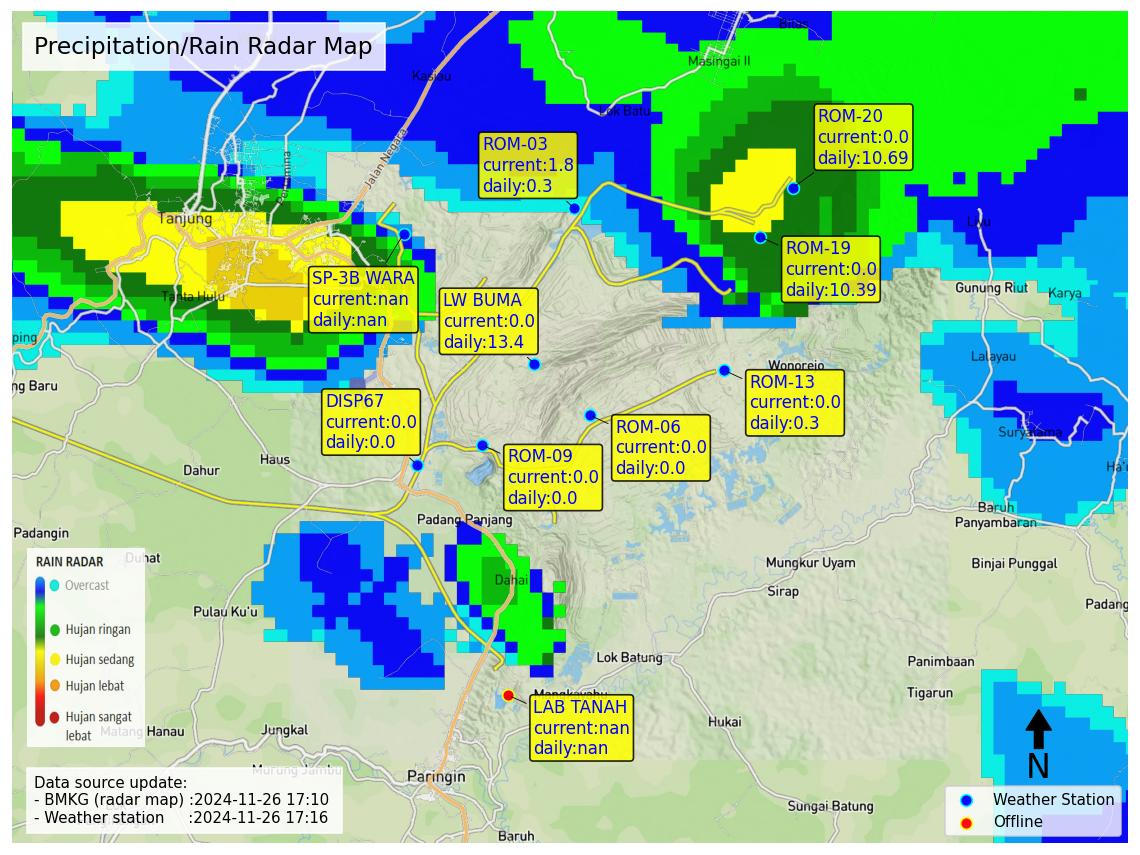 Precipitation/Rain Radar Map
Bilas
Masingai II
Kasiau
Lok Batu
Jalan Negara
ROM-20
current:0.0
daily:10.69
ROM-03
current:1.8
daily:0.3
Tanjung
Liyu
ROM-19
current:0.0
daily:10.39
SP-3B WARA
current:nan
daily:nan
LW BUMA
current:0.0
daily:13.4
Tanta Hulu
Gunung Riut
Karya
ping
Lalayau
Wonorejo
ng Baru
ROM-13
current:0.0
daily:0.3
DISP67
current:0.0
daily:0.0
ROM-06
current:0.0
daily:0.0
ROM-09
current:0.0
daily:0.0
Haus
Dahur
Baruh
Panyambaran
Padang Panjang
Padangin
Duhat
Mungkur Uyam
Binjai Punggal
Dahai
Sirap
Padang
Pulau Ku'u
RAIN RADAR
Overcast
Hujan ringan
Hujan sedang
Hujan lebat
Hujan sangat
lebat
Lok Batung
Panimbaan
Tigarun
LAB TANAH
current:nan
daily:nan
Hukai
Matang Hanau
Jungkal
Murung Jambu
Paringin
Sungai Batung
Baruh
Data source update:
- BMKG (radar map) :2024-11-26 17:10
- Weather station :2024-11-26 17:16
N
Weather Station
Offline